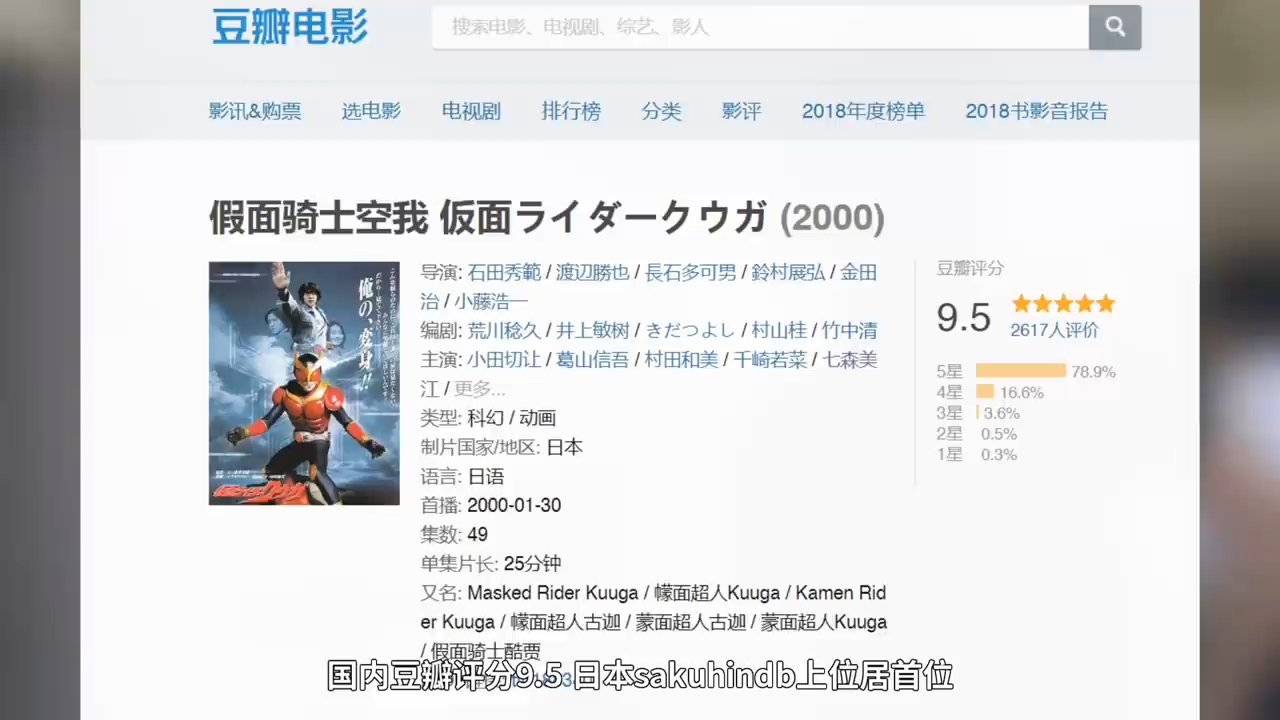 豆瓣电影
搜索电影、电视剧、综艺、影人
影讯&购票 选电影 电视剧 排行榜 分类 影评 2018年度榜单 2018书影音报告
假面骑士空我 仮面ライダークウガ (2000)
俺の、変身!!
仮面ライダークウガ
导演: 石田秀範 / 渡辺勝也 / 長石多可男 / 鈴村展弘 / 金田
治 / 小藤浩一
编剧: 荒川稔久 / 井上敏树 / きだつよし / 村山桂 / 竹中清
主演: 小田切让 / 葛山信吾 / 村田和美 / 千崎若菜 / 七森美
江 / 更多...
类型: 科幻 / 动画
制片国家/地区: 日本
语言: 日语
首播: 2000-01-30
集数: 49
单集片长: 25分钟
又名: Masked Rider Kuuga / 幪面超人Kuuga / Kamen Rid
er Kuuga / 幪面超人古迦 / 蒙面超人古迦 / 蒙面超人Kuuga
/ 假面骑士酷贾
豆瓣评分
9.5
2617人评价
5星 78.9%
4星 16.6%
3星 3.6%
2星 0.5%
1星 0.3%
国内豆瓣评分9.5 日本sakuhindb上位居首位